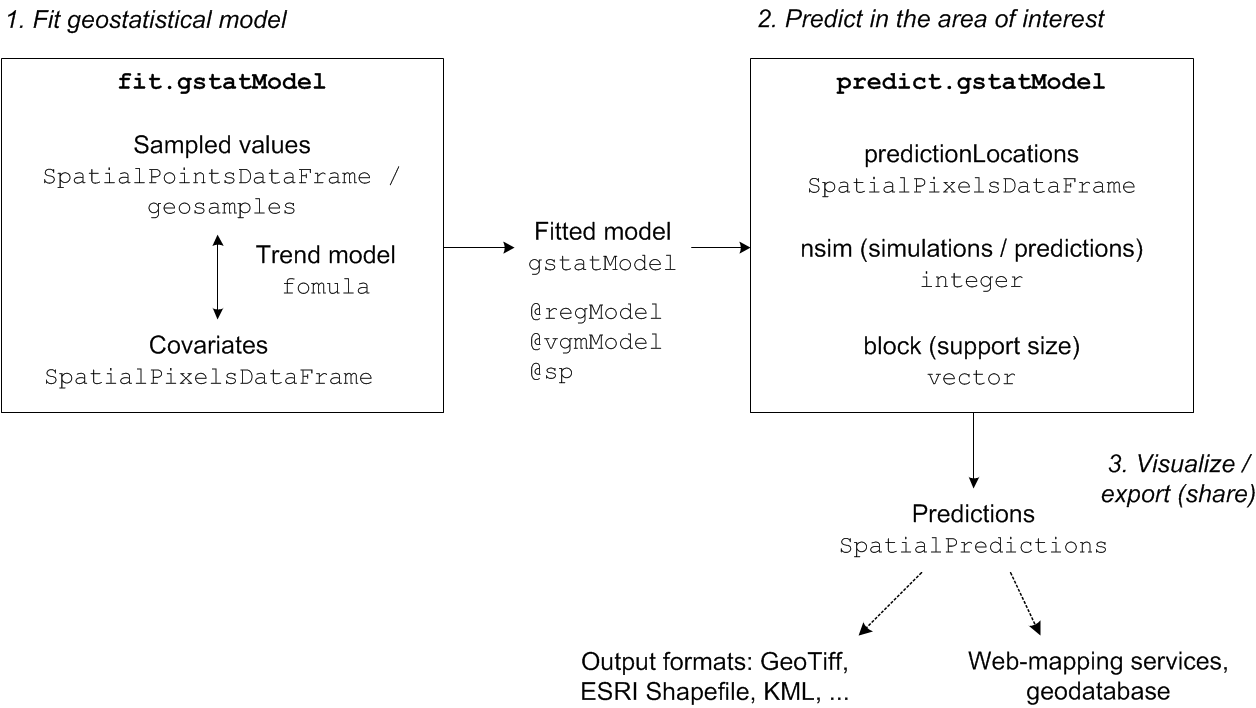 1. Fit geostatistical model
fit.gstatModel
Sampled values
SpatialPointsDataFrame /
geosamples
Trend model
fomula
Covariates
SpatialPixelsDataFrame
Fitted model
gstatModel
@regModel
@vgmModel
@sp
2. Predict in the area of interest
predict.gstatModel
predictionLocations
SpatialPixelsDataFrame
nsim (simulations / predictions)
integer
block (support size)
vector
3. Visualize /
export (share)
Predictions
SpatialPredictions
Output formats: GeoTiff,
ESRI Shapefile, KML, ...
Web-mapping services,
geodatabase